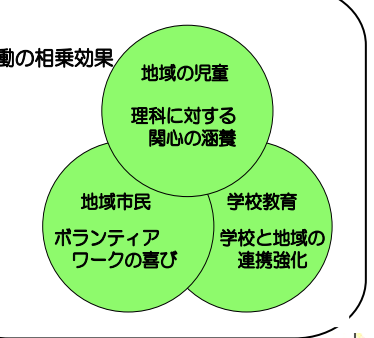 働の相乗効果
地域の児童
理科に対する
関心の涵養
地域市民
ボランティア
ワークの喜び
学校教育
学校と地域の
連携強化